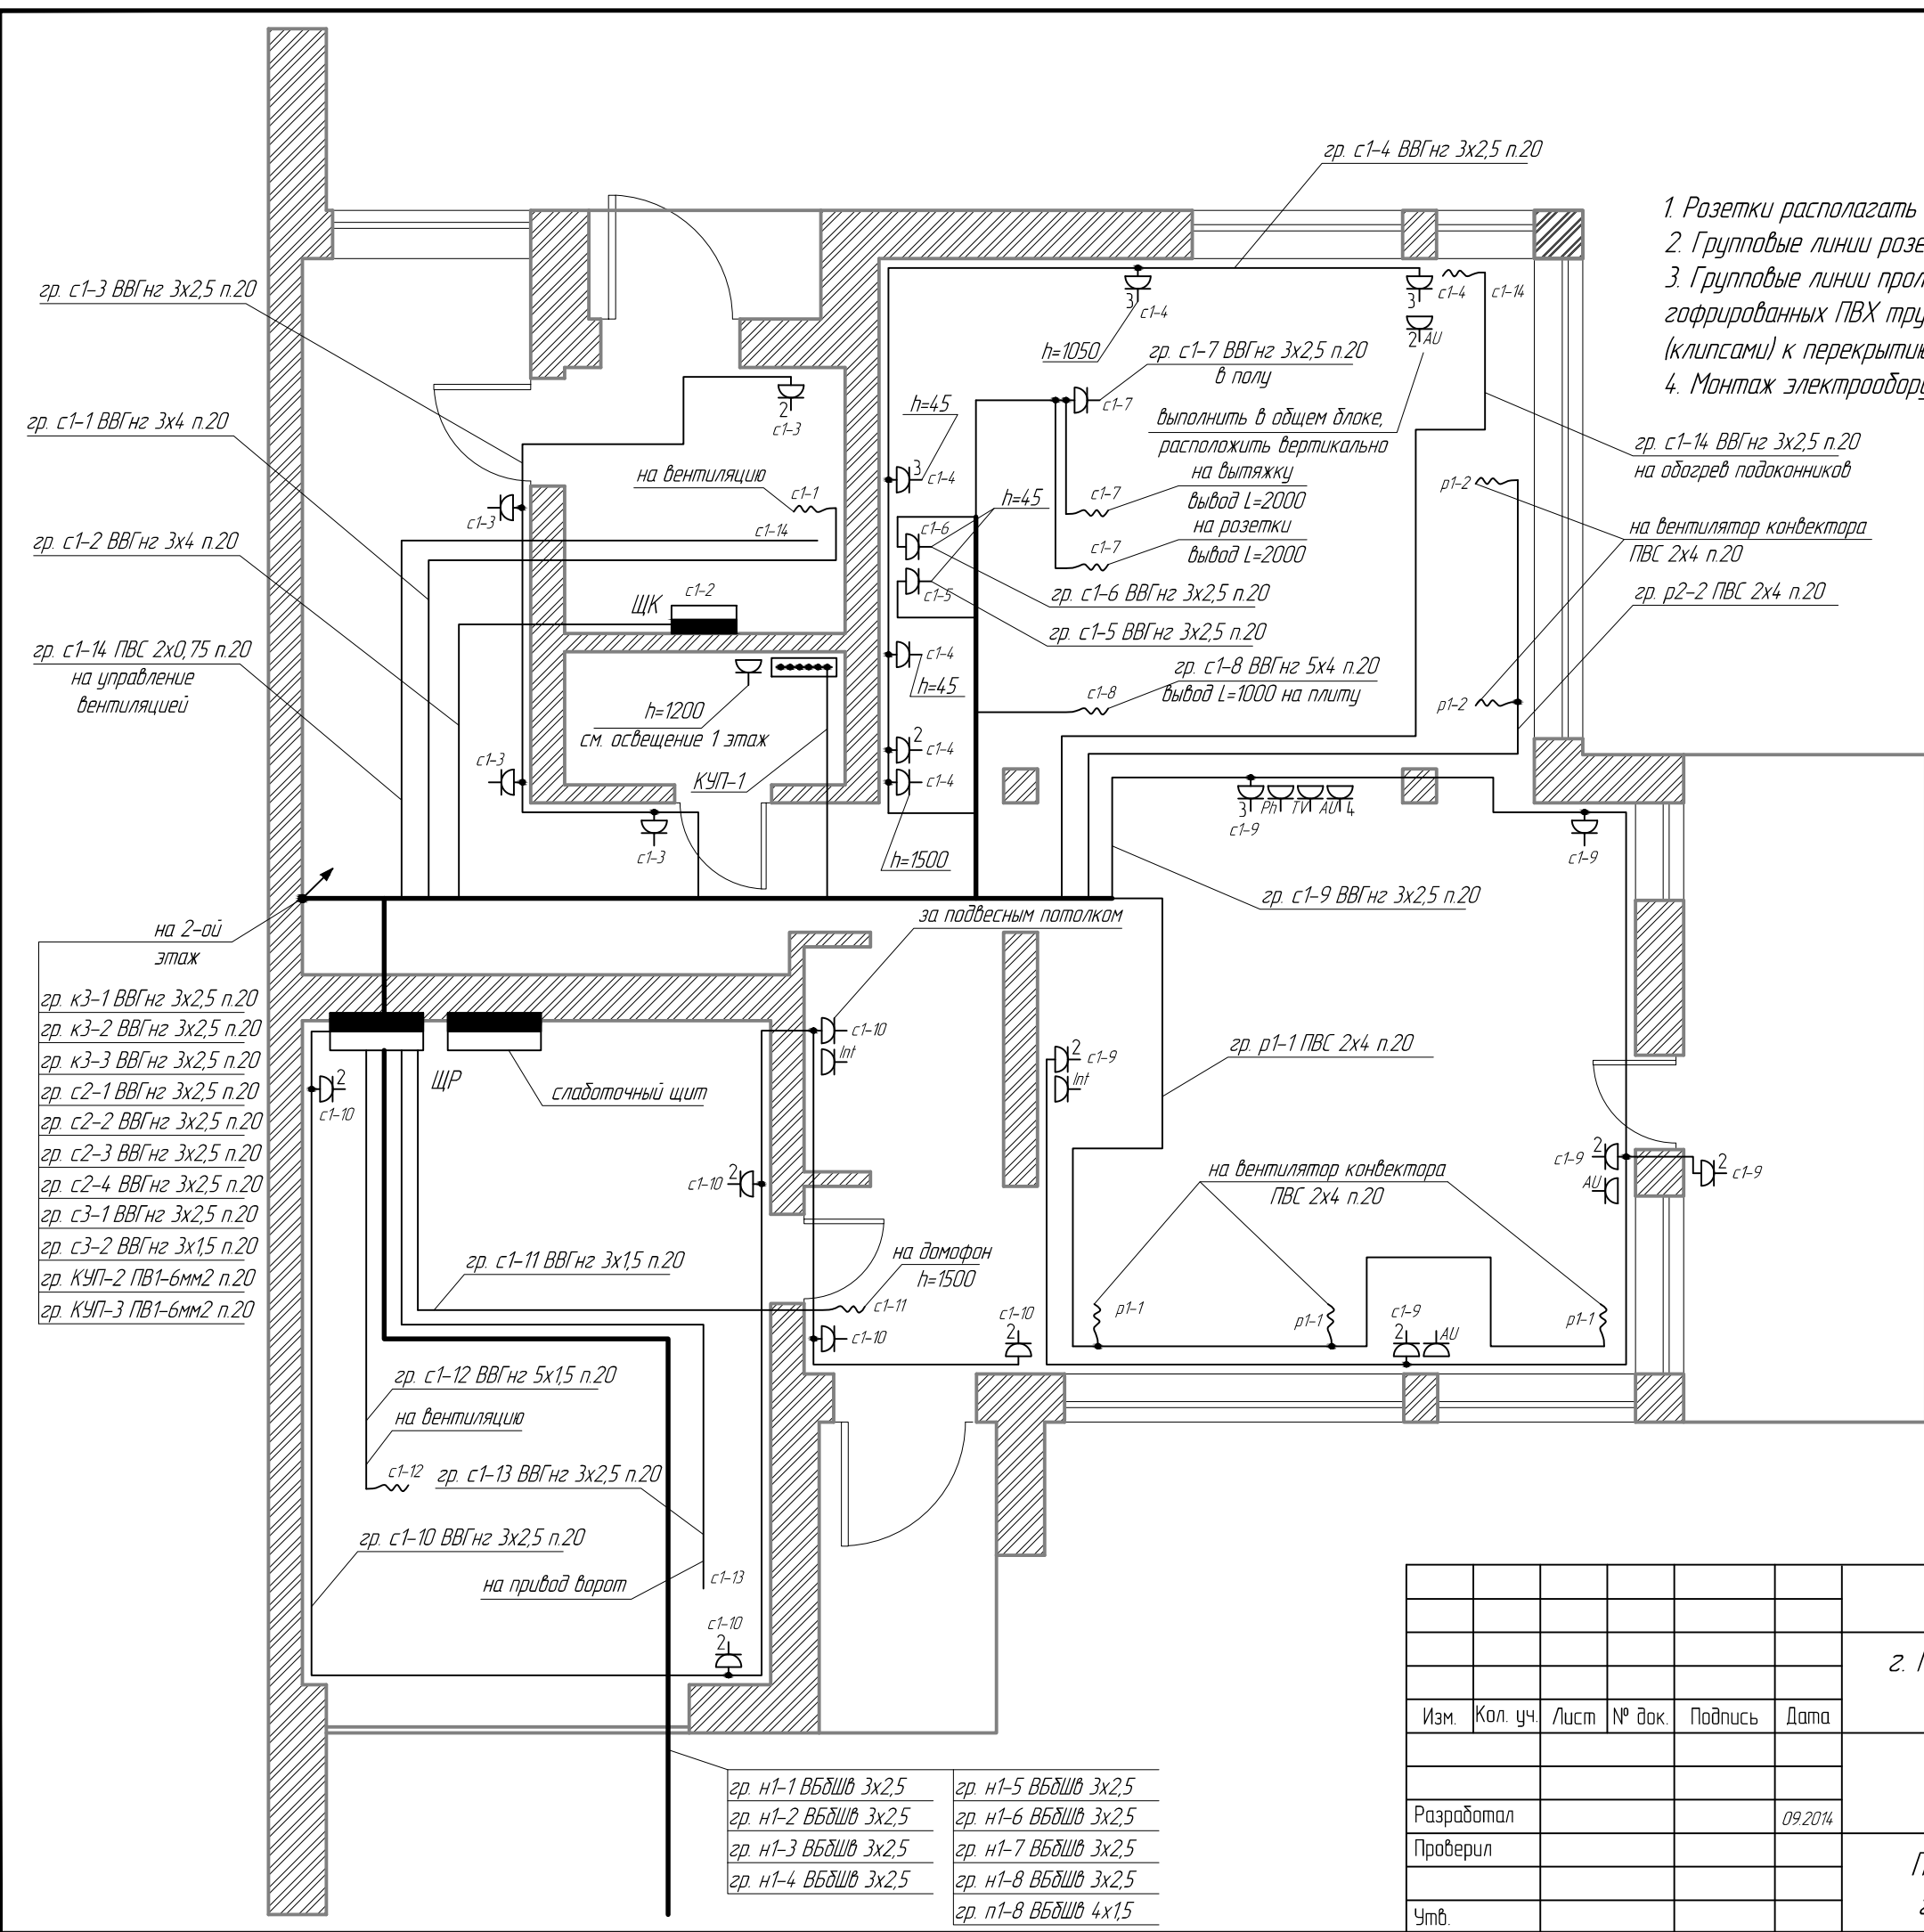 гр. с1-4 ВВГнг 3х2,5 п.20
1. Розетки располагать
2. Групповые линии розе
3. Групповые линии
гофрированных ПВХ
(клипсами) к
4. Монтаж
гр. с1-3 ВВГнг 3х2,5 п.20
гр. с1-1 ВВГнг 3х4 п.20
гр. с1-2 ВВГнг 3х4 п.20
гр. с1-14 ПВС 2х0,75 п.20
на управление
вентиляцией
2
с1-3
с1-3
на вентиляцию
с1-1
с1-14
ЩК
с1-2
h=1200
см. освещение 1 этаж
КУП-1
с1-3
с1-3
3
с1-4
h=1050
3
с1-4
с1-14
2
AU
гр. с1-7 ВВГнг 3х2,5 п.20
в полу
с1-7
выполнить в общем блоке,
расположить вертикально
h=45
3
с1-4
на вытяжку
с1-7
вывод L=2000
на розетки
с1-7
вывод L=2000
h=45
с1-6
с1-5
гр. с1-6 ВВГнг 3х2,5 п.20
гр. с1-5 ВВГнг 3х2,5 п.20
с1-4
h=45
гр. с1-8 ВВГнг 5х4 п.20
с1-8
вывод L=1000 на плиту
2
с1-4
с1-4
h=1500
гр. с1-14 ВВГнг 3х2,5 п.20
на обогрев подоконников
р1-2
на вентилятор конвектора
ПВС 2х4 п.20
гр. р2-2 ПВС 2х4 п.20
р1-2
3
Ph
TV
AU
4
с1-9
с1-9
гр. с1-9 ВВГнг 3х2,5 п.20
за подвесным потолком
на 2-ой
этаж
гр. к3-1 ВВГнг 3х2,5 п.20
гр. к3-2 ВВГнг 3х2,5 п.20
гр. к3-3 ВВГнг 3х2,5 п.20
гр. с2-1 ВВГнг 3х2,5 п.20
гр. с2-2 ВВГнг 3х2,5 п.20
гр. с2-3 ВВГнг 3х2,5 п.20
гр. с2-4 ВВГнг 3х2,5 п.20
гр. с3-1 ВВГнг 3х2,5 п.20
гр. с3-2 ВВГнг 3х1,5 п.20
гр. КУП-2 ПВ1-6мм2 п.20
гр. КУП-3 ПВ1-6мм2 п.20
2
с1-10
ЩР
слаботочный щит
с1-10
Int
2
с1-10
2
с1-9
Int
гр. р1-1 ПВС 2х4 п.20
на вентилятор конвектора
ПВС 2х4 п.20
с1-9
2
AU
2
с1-9
гр. с1-11 ВВГнг 3х1,5 п.20
на домофон
h=1500
с1-11
с1-10
с1-10
2
р1-1
р1-1
с1-9
2
AU
р1-1
гр. с1-12 ВВГнг 5х1,5 п.20
на вентиляцию
с1-12
гр. с1-13 ВВГнг 3х2,5 п.20
гр. с1-10 ВВГнг 3х2,5 п.20
на привод ворот
с1-13
с1-10
2
гр. н1-1 ВБбШв 3х2,5
гр. н1-2 ВБбШв 3х2,5
гр. н1-3 ВБбШв 3х2,5
гр. н1-4 ВБбШв 3х2,5
гр. н1-5 ВБбШв 3х2,5
гр. н1-6 ВБбШв 3х2,5
гр. н1-7 ВБбШв 3х2,5
гр. н1-8 ВБбШв 3х2,5
гр. п1-8 ВБбШв 4х1,5
г.
Изм. Кол. уч. Лист № док. Подпись Дата
Разработал 09.2014
Проверил
Утв.